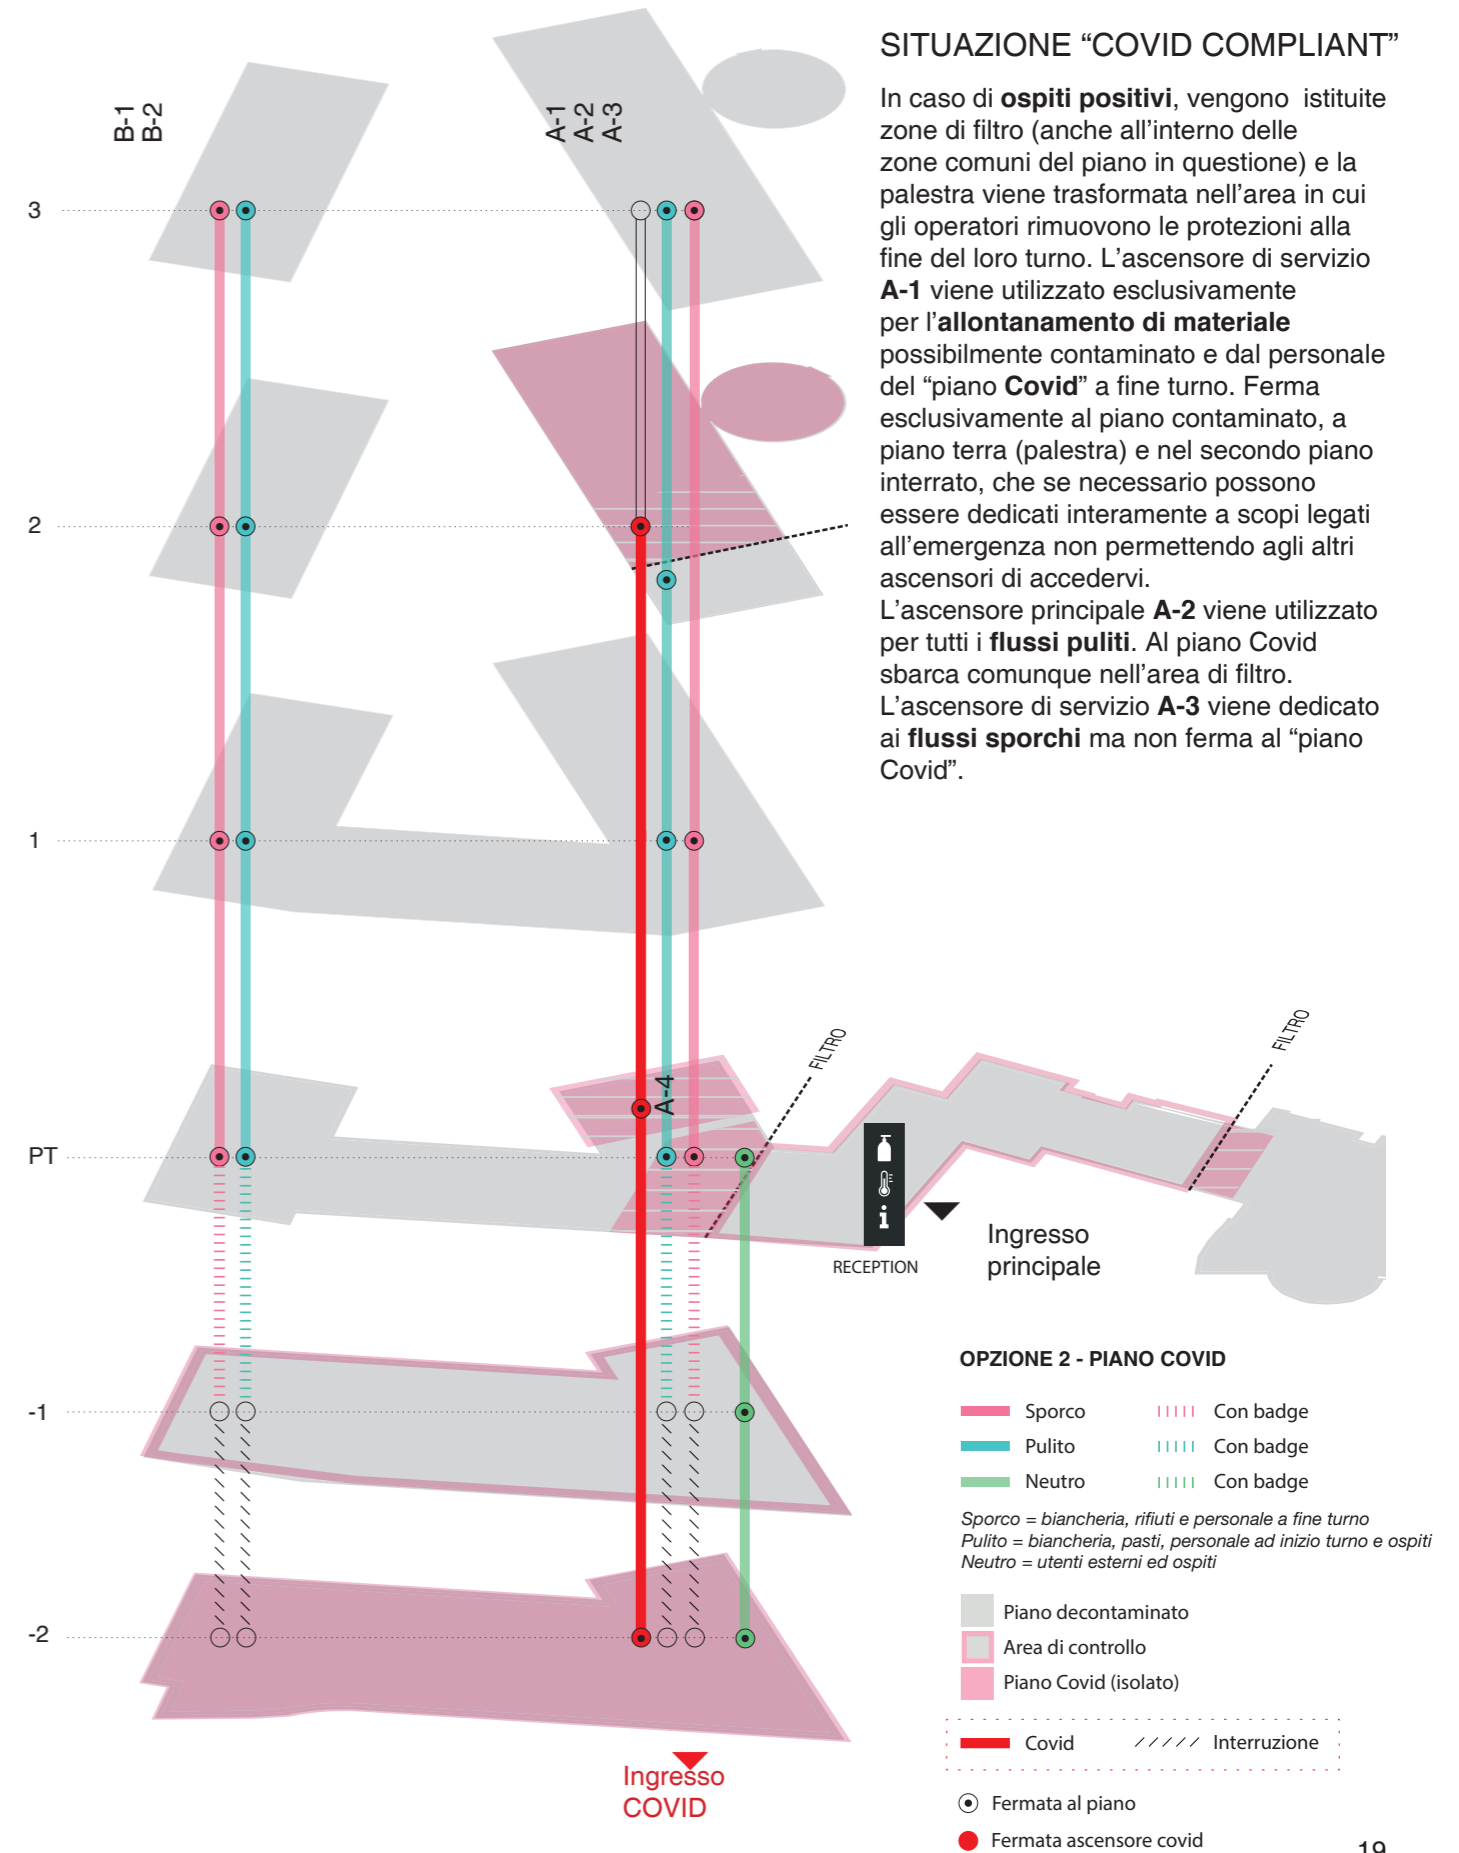 SITUAZIONE “COVID COMPLIANT”
In caso di ospiti positivi, vengono istituite
zone di filtro (anche all’interno delle
zone comuni del piano in questione) e la
palestra viene trasformata nell’area in cui
gli operatori rimuovono le protezioni alla
fine del loro turno. L’ascensore di servizio
A-1 viene utilizzato esclusivamente
per l’allontanamento di materiale
possibilmente contaminato e dal personale
del “piano Covid” a fine turno. Ferma
esclusivamente al piano contaminato, a
piano terra (palestra) e nel secondo piano
interrato, che se necessario possono
essere dedicati interamente a scopi legati
all’emergenza non permettendo agli altri
ascensori di accedervi.
L’ascensore principale A-2 viene utilizzato
per tutti i flussi puliti. Al piano Covid
sbarca comunque nell’area di filtro.
L’ascensore di servizio A-3 viene dedicato
ai flussi sporchi ma non ferma al “piano
Covid”.
B-1
B-2
A-1
A-2
A-3
3
2
1
PT
-1
-2
A-4
FILTRO
FILTRO
i
RECEPTION
Ingresso
principale
Ingresso
COVID
OPZIONE 2 - PIANO COVID
Sporco
Con badge
Pulito
Con badge
Neutro
Con badge
Sporco = biancheria, rifiuti e personale a fine turno
Pulito = biancheria, pasti, personale ad inizio turno e ospiti
Neutro = utenti esterni ed ospiti
Piano decontaminato
Area di controllo
Piano Covid (isolato)
Covid
Interruzione
Fermata al piano
Fermata ascensore covid
19